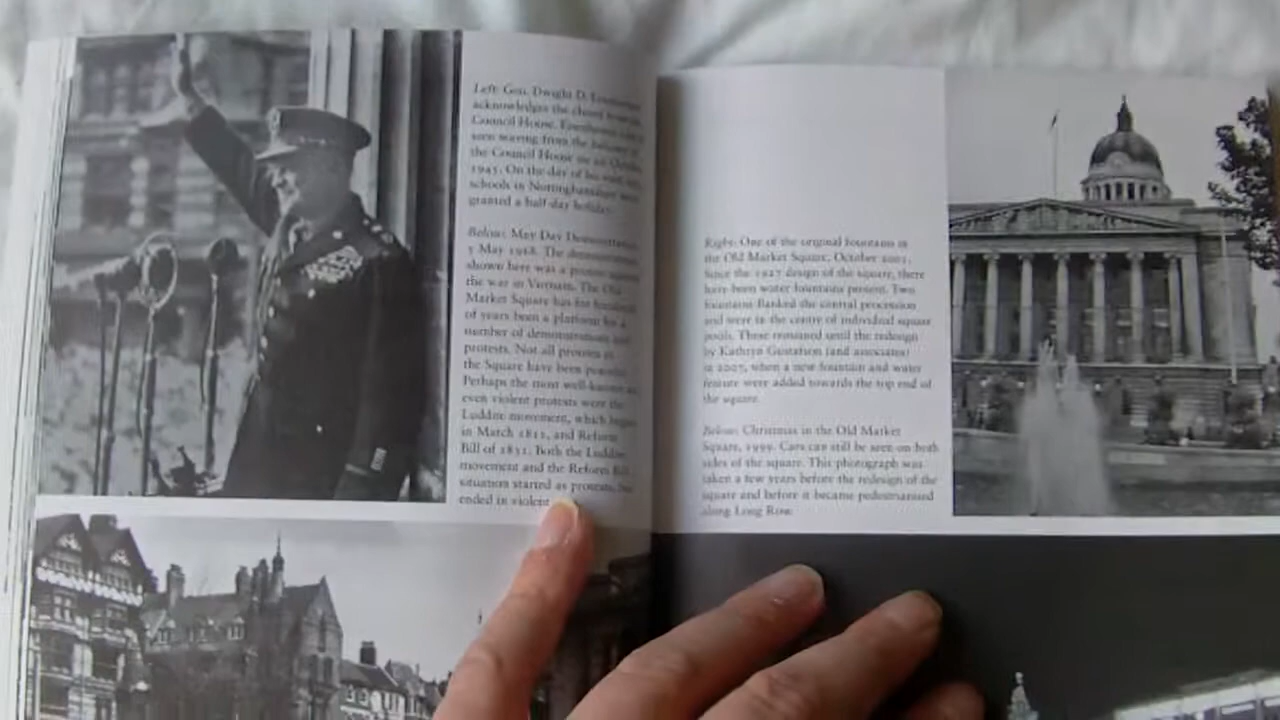 Left: Gen. Dwight D. Eisenhower
acknowledges the cheers from the
Council House. Eisenhower
seen waving from the balcony of
the Council House on
1945. On the day of his visit
schools in Nottinghamshire were
granted a half-day holiday.
Below: May Day Demonstration,
1968. The demonstration
shown here was a protest against
the war in Vietnam. The Old
Market Square has for hundreds
of years been a platform for a
number of demonstrations and
protests. Not all protests in
the Square have been peaceful.
Perhaps the most well-known
even violent protests were the
Luddite movement, which began
in March 1811, and Reform
Bill of 1831. Both the Luddite
movement and the Reform Bill
situation started as protests, but
ended in violent
Right: One of the original fountains in
the Old Market Square, October 2001.
Since the 1927 design of the square, there
have been water fountains present. Two
fountains flanked the central procession
and were in the centre of individual square
pools. These remained until the redesign
by Kathryn Gustafson (and associates)
in 2007, when a new fountain and water
feature were added towards the top end of
the square.
Below: Christmas in the Old Market
Square, 1999. Cars can still be seen on both
sides of the square. This photograph was
taken a few years before the redesign of the
square and before it became pedestrianised
along Long Row.